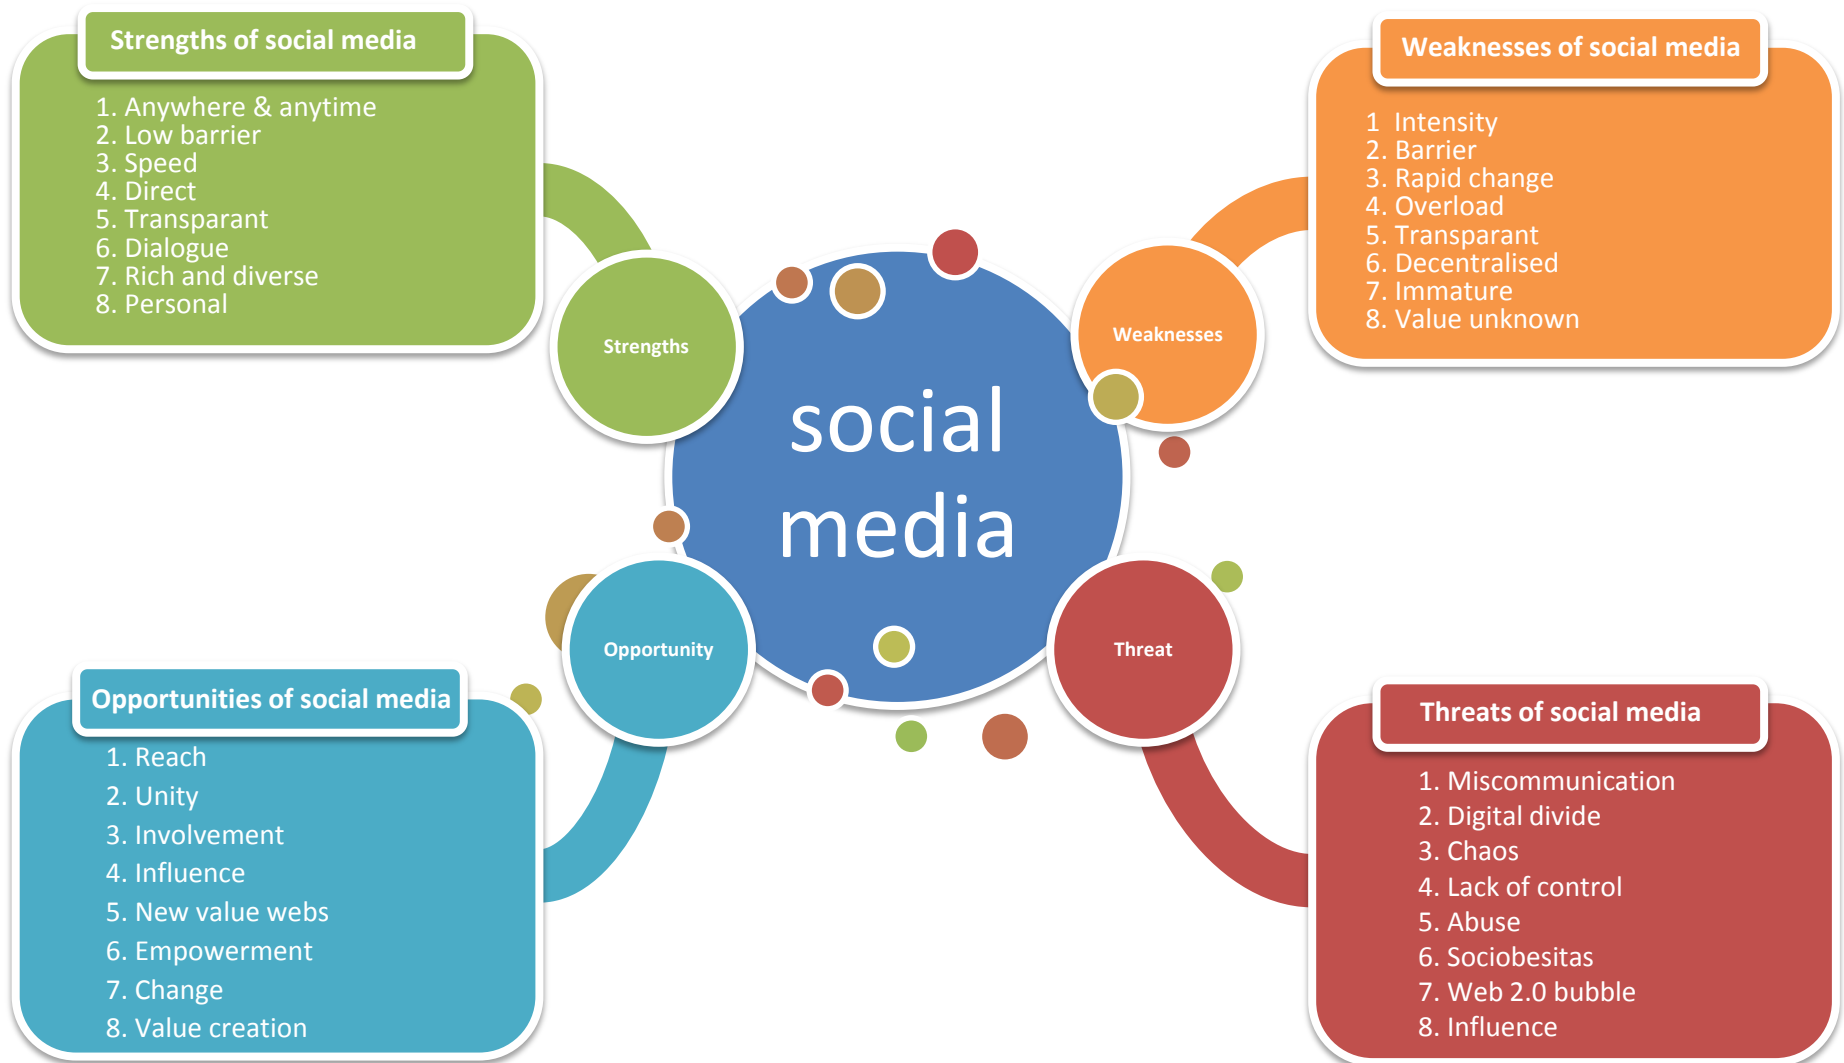 Strengths of social media
1. Anywhere & anytime
2. Low barrier
3. Speed
4. Direct
5. Transparant
6. Dialogue
7. Rich and diverse
8. Personal
Weaknesses of social media
1 Intensity
2. Barrier
3. Rapid change
4. Overload
5. Transparant
6. Decentralised
7. Immature
8. Value unknown
Strengths
Weaknesses
social
media
Opportunity
Threat
Opportunities of social media
1. Reach
2. Unity
3. Involvement
4. Influence
5. New value webs
6. Empowerment
7. Change
8. Value creation
Threats of social media
1. Miscommunication
2. Digital divide
3. Chaos
4. Lack of control
5. Abuse
6. Sociobesitas
7. Web 2.0 bubble
8. Influence